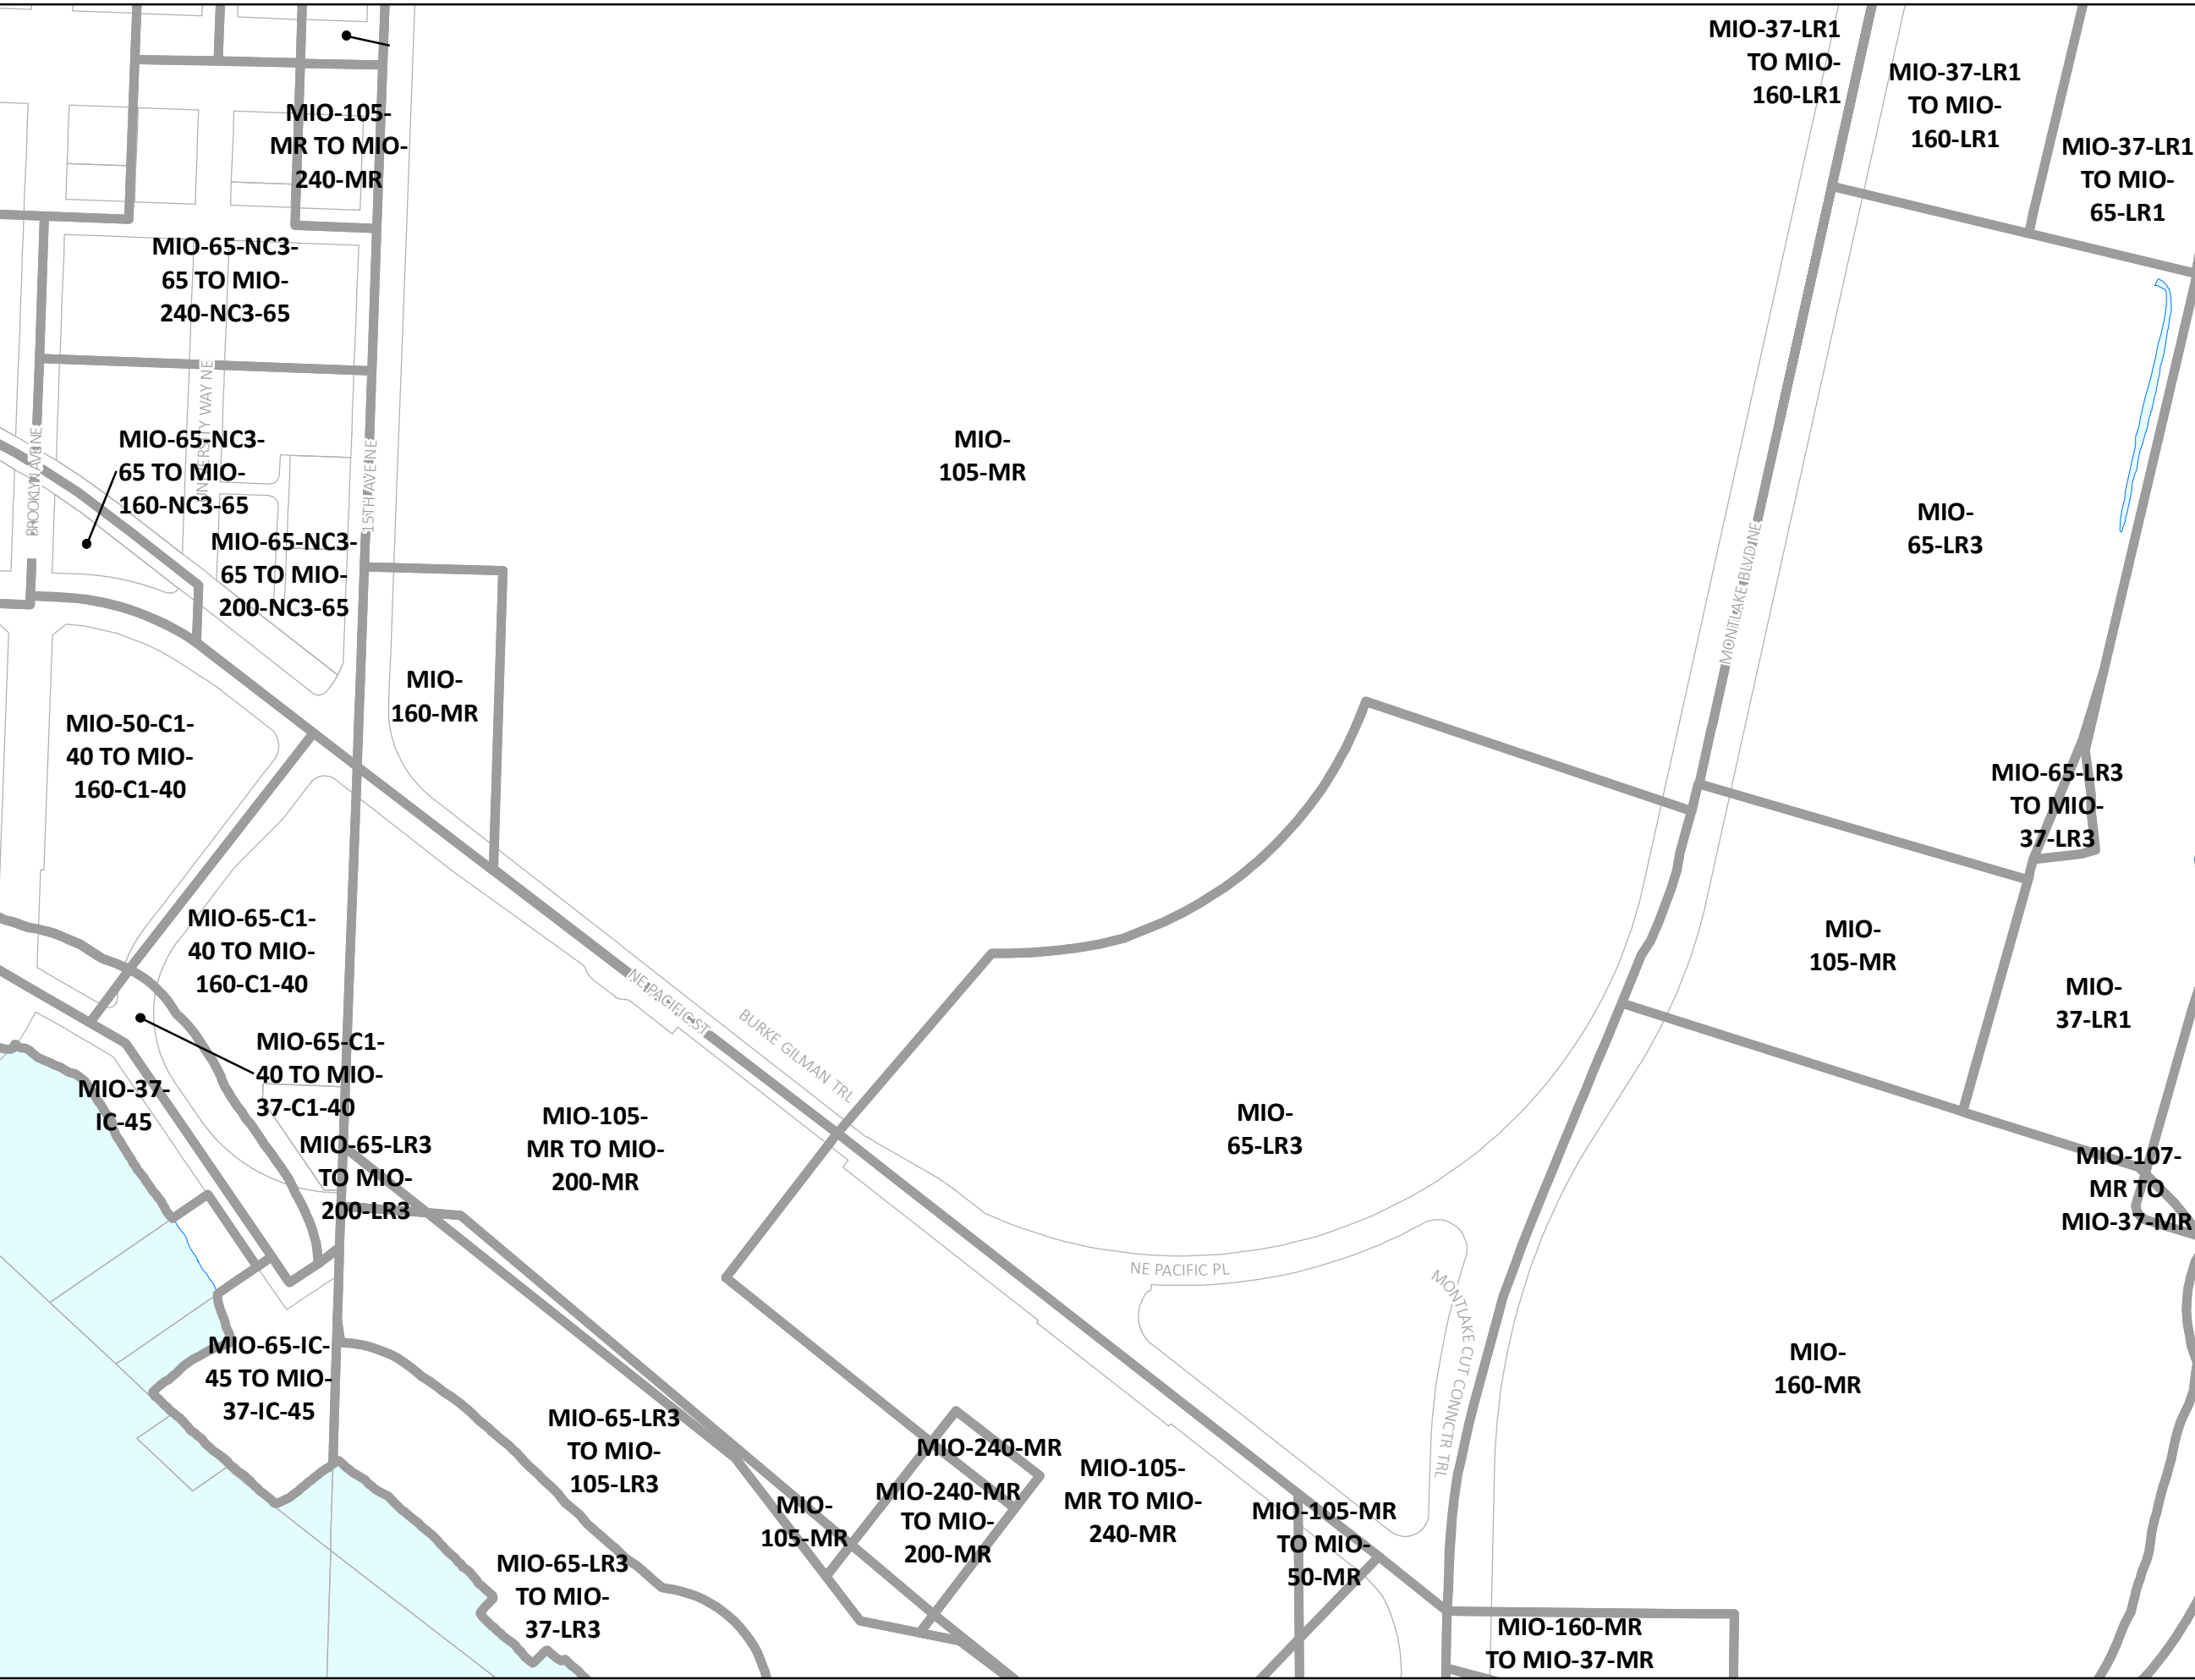 MIO-37-LR1
TO MIO-
160-LR1
MIO-37-LR1
TO MIO-
160-LR1
MIO-37-LR1
TO MIO-
65-LR1
MIO-105-
MR TO MIO-
240-MR
MIO-65-NC3-
65 TO MIO-
240-NC3-65
UNIVERSITY WAY NE
BROOKLYN AVE NE
15TH AVE NE
MIO-65-NC3-
65 TO MIO-
160-NC3-65
MIO-65-NC3-
65 TO MIO-
200-NC3-65
MIO-
105-MR
MIO-
65-LR3
MONTLAKE BLVD NE
MIO-
160-MR
MIO-50-C1-
40 TO MIO-
160-C1-40
MIO-65-LR3
TO MIO-
37-LR3
MIO-65-C1-
40 TO MIO-
160-C1-40
MIO-
105-MR
MIO-
37-LR1
NE PACIFIC ST
BURKE GILMAN TRL
MIO-65-C1-
40 TO MIO-
37-C1-40
MIO-37-
IC-45
MIO-65-LR3
TO MIO-
200-LR3
MIO-105-
MR TO MIO-
200-MR
MIO-
65-LR3
MIO-107-
MR TO
MIO-37-MR
NE PACIFIC PL
MONTLAKE CUT CONNCTR TRL
MIO-65-IC-
45 TO MIO-
37-IC-45
MIO-
160-MR
MIO-65-LR3
TO MIO-
105-LR3
MIO-240-MR
MIO-240-MR
TO MIO-
200-MR
MIO-105-
MR TO MIO-
240-MR
MIO-
105-MR
MIO-105-MR
TO MIO-
50-MR
MIO-65-LR3
TO MIO-
37-LR3
MIO-160-MR
TO MIO-37-MR